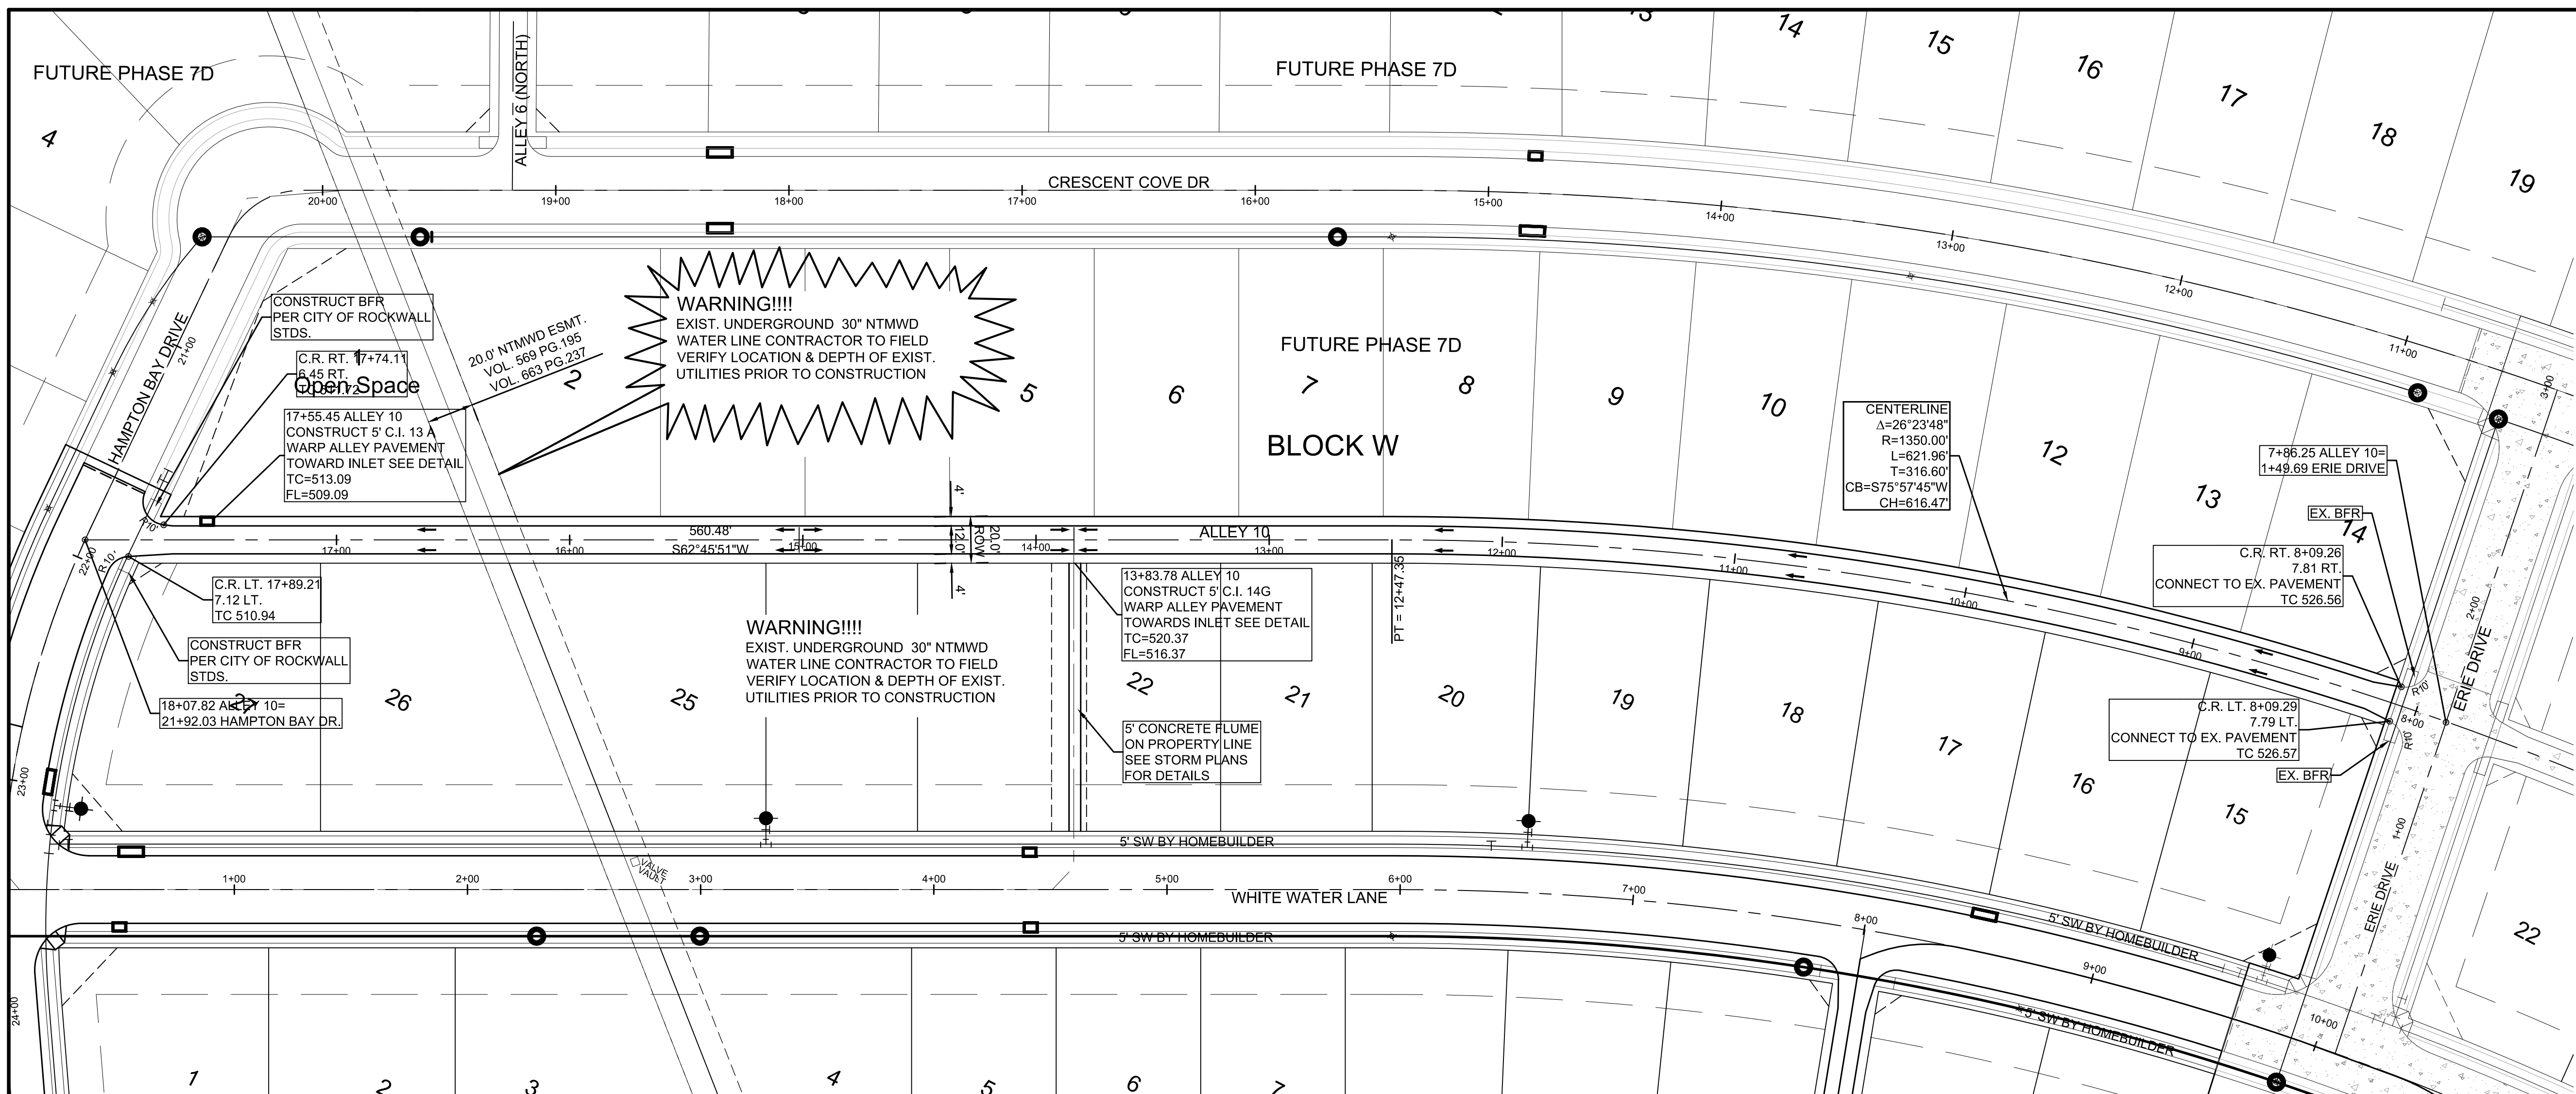 FUTURE PHASE 7D
FUTURE PHASE 7D
4
13
14
15
16
17
18
19
ALLEY 6 (NORTH)
CRESCENT COVE DR
20+00
19+00
18+00
17+00
16+00
15+00
14+00
13+00
12+00
11+00
HAMPTON BAY DRIVE
21+00
22+00
23+00
24+00
CONSTRUCT BFR
PER CITY OF ROCKWALL
STDS.
1
Open Space
C.R. RT. 17+74.11
6.45 RT.
TC 511.72
17+55.45 ALLEY 10
CONSTRUCT 5' C.I. 13 A
WARP ALLEY PAVEMENT
TOWARD INLET SEE DETAIL
TC=513.09
FL=509.09
20.0' NTMWD ESMT.
VOL. 569 PG.195
VOL. 663 PG.237
2
WARNING!!!!
EXIST. UNDERGROUND 30" NTMWD
WATER LINE CONTRACTOR TO FIELD
VERIFY LOCATION & DEPTH OF EXIST.
UTILITIES PRIOR TO CONSTRUCTION
5
6
7
8
9
10
12
13
14
FUTURE PHASE 7D
BLOCK W
CENTERLINE
Δ=26°23'48"
R=1350.00'
L=621.96'
T=316.60'
CB=S75°57'45"W
CH=616.47'
7+86.25 ALLEY 10=
1+49.69 ERIE DRIVE
EX. BFR
C.R. RT. 8+09.26
7.81 RT.
CONNECT TO EX. PAVEMENT
TC 526.56
3+00
2+00
1+00
ERIE DRIVE
ERIE DRIVE
R10'
R 10'
560.48'
S62°45'51"W
4'
12.0'
ROW
20.0'
4'
ALLEY 10
17+00
16+00
15+00
14+00
13+00
12+00
11+00
10+00
9+00
8+00
R10'
R10'
PT = 12+47.35
C.R. LT. 17+89.21
7.12 LT.
TC 510.94
CONSTRUCT BFR
PER CITY OF ROCKWALL
STDS.
18+07.82 ALLEY 10=
21+92.03 HAMPTON BAY DR.
27
26
25
22
21
20
19
18
17
16
15
22
WARNING!!!!
EXIST. UNDERGROUND 30" NTMWD
WATER LINE CONTRACTOR TO FIELD
VERIFY LOCATION & DEPTH OF EXIST.
UTILITIES PRIOR TO CONSTRUCTION
13+83.78 ALLEY 10
CONSTRUCT 5' C.I. 14G
WARP ALLEY PAVEMENT
TOWARDS INLET SEE DETAIL
TC=520.37
FL=516.37
5' CONCRETE FLUME
ON PROPERTY LINE
SEE STORM PLANS
FOR DETAILS
C.R. LT. 8+09.29
7.79 LT.
CONNECT TO EX. PAVEMENT
TC 526.57
EX. BFR
5' SW BY HOMEBUILDER
5' SW BY HOMEBUILDER
VALVE
VAULT
1+00
2+00
3+00
4+00
5+00
6+00
7+00
8+00
9+00
10+00
WHITE WATER LANE
5' SW BY HOMEBUILDER
5' SW BY HOMEBUILDER
1
2
3
4
5
6
7